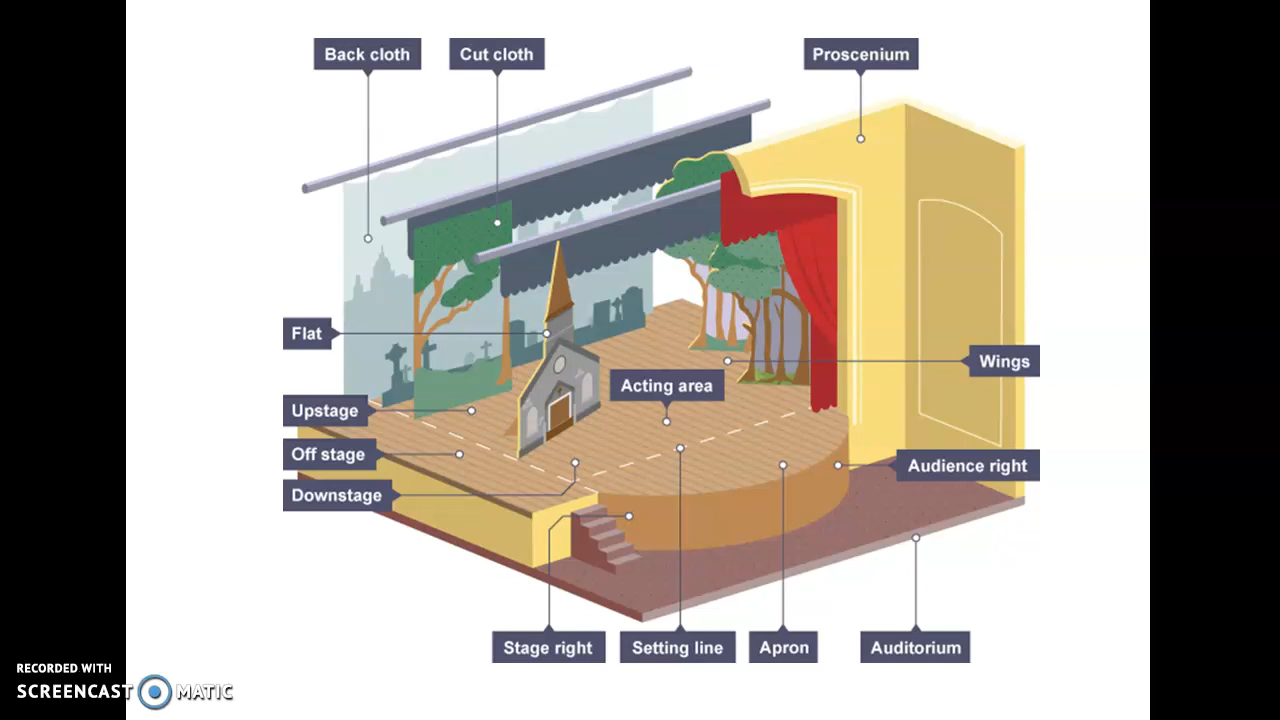 Back cloth
Cut cloth
Proscenium
Flat
Wings
Acting area
Upstage
Off stage
Audience right
Downstage
Stage right
Setting line
Apron
Auditorium
RECORDED WITH
SCREENCAST MATIC